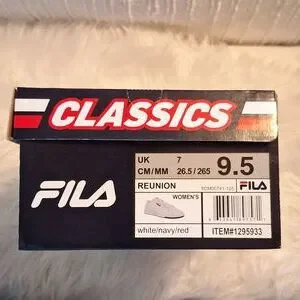 CLASSICS
FILA
UK 7
CM/MM 26.5/265
9.5
REUNION
FILA
WOMEN'S
white/navy/red
ITEM#1295933